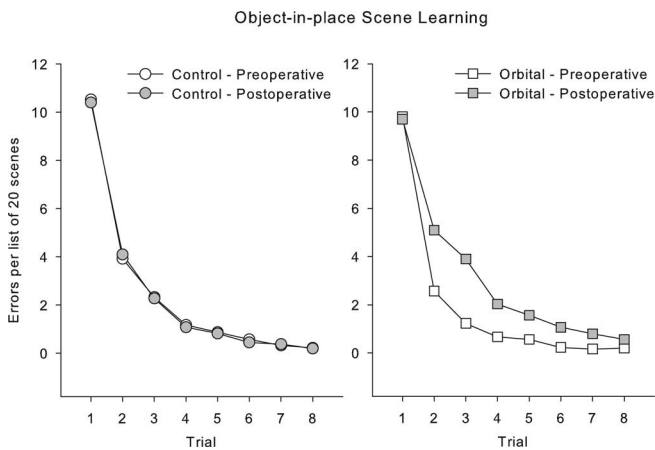 Object-in-place Scene Learning
Control - Preoperative
Control - Postoperative
Orbital - Preoperative
Orbital - Postoperative
Errors per list of 20 scenes
12
10
8
6
4
2
0
1 2 3 4 5 6 7 8
Trial
12
10
8
6
4
2
0
1 2 3 4 5 6 7 8
Trial